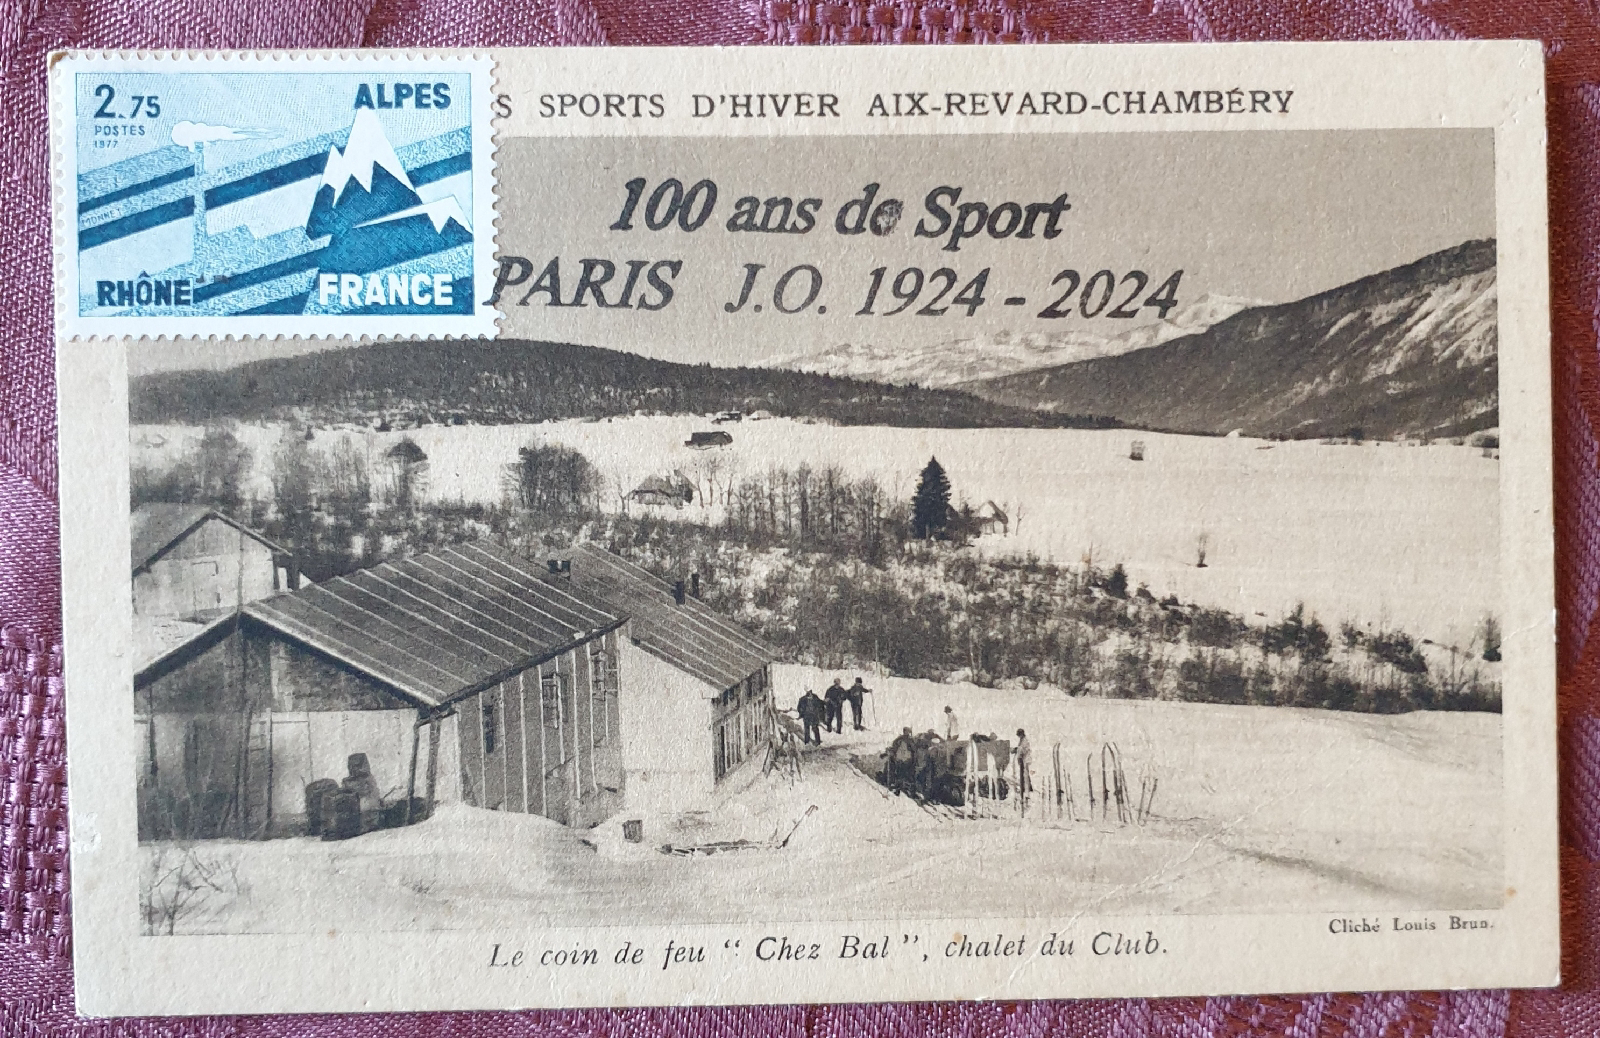 2.75
POSTES
1977
ALPES
MONNET
RHÔNE
FRANCE
S SPORTS D'HIVER AIX-REVARD-CHAMBÉRY
100 ans de Sport
PARIS J.O. 1924 - 2024
Cliché Louis Brun.
Le coin de feu “ Chez Bal ”, chalet du Club.